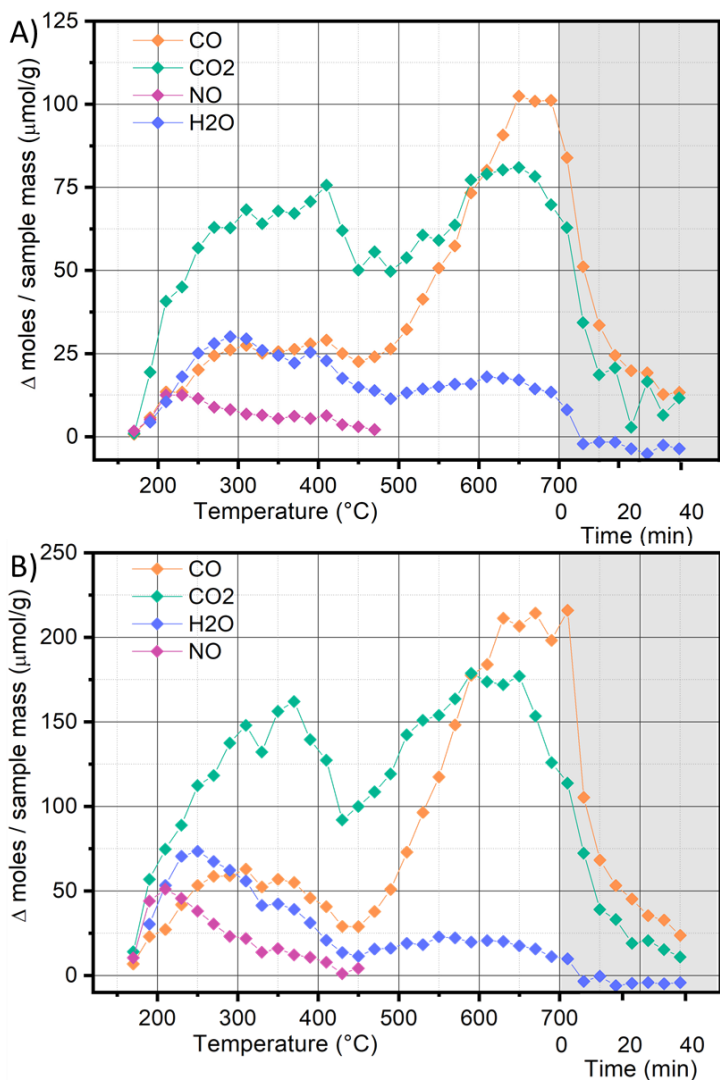 A)
Δ moles / sample mass (μmol/g)
125
100
75
50
25
0
CO
CO2
NO
H2O
200 300 400 500 600 700
0 20 40
Temperature (°C)
Time (min)
B)
Δ moles / sample mass (μmol/g)
250
200
150
100
50
0
CO
CO2
H2O
NO
200 300 400 500 600 700
0 20 40
Temperature (°C)
Time (min)